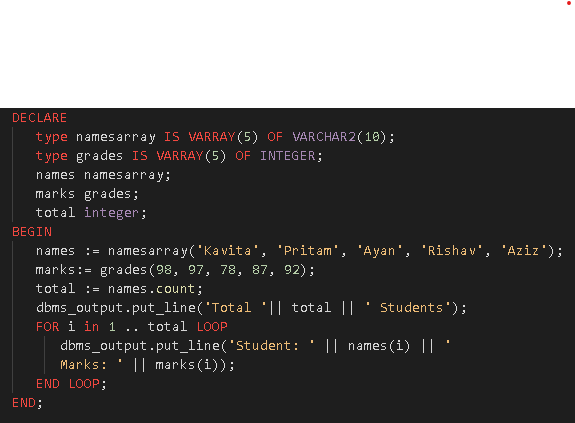 DECLARE
type namesarray IS VARRAY(5) OF VARCHAR2(10);
type grades IS VARRAY(5) OF INTEGER;
names namesarray;
marks grades;
total integer;
BEGIN
names := namesarray('Kavita', 'Pritam', 'Ayan', 'Rishav', 'Aziz');
marks:= grades(98, 97, 78, 87, 92);
total := names.count;
dbms_output.put_line('Total '|| total || ' Students');
FOR i in 1 .. total LOOP
dbms_output.put_line('Student: ' || names(i) || '
Marks: ' || marks(i));
END LOOP;
END;